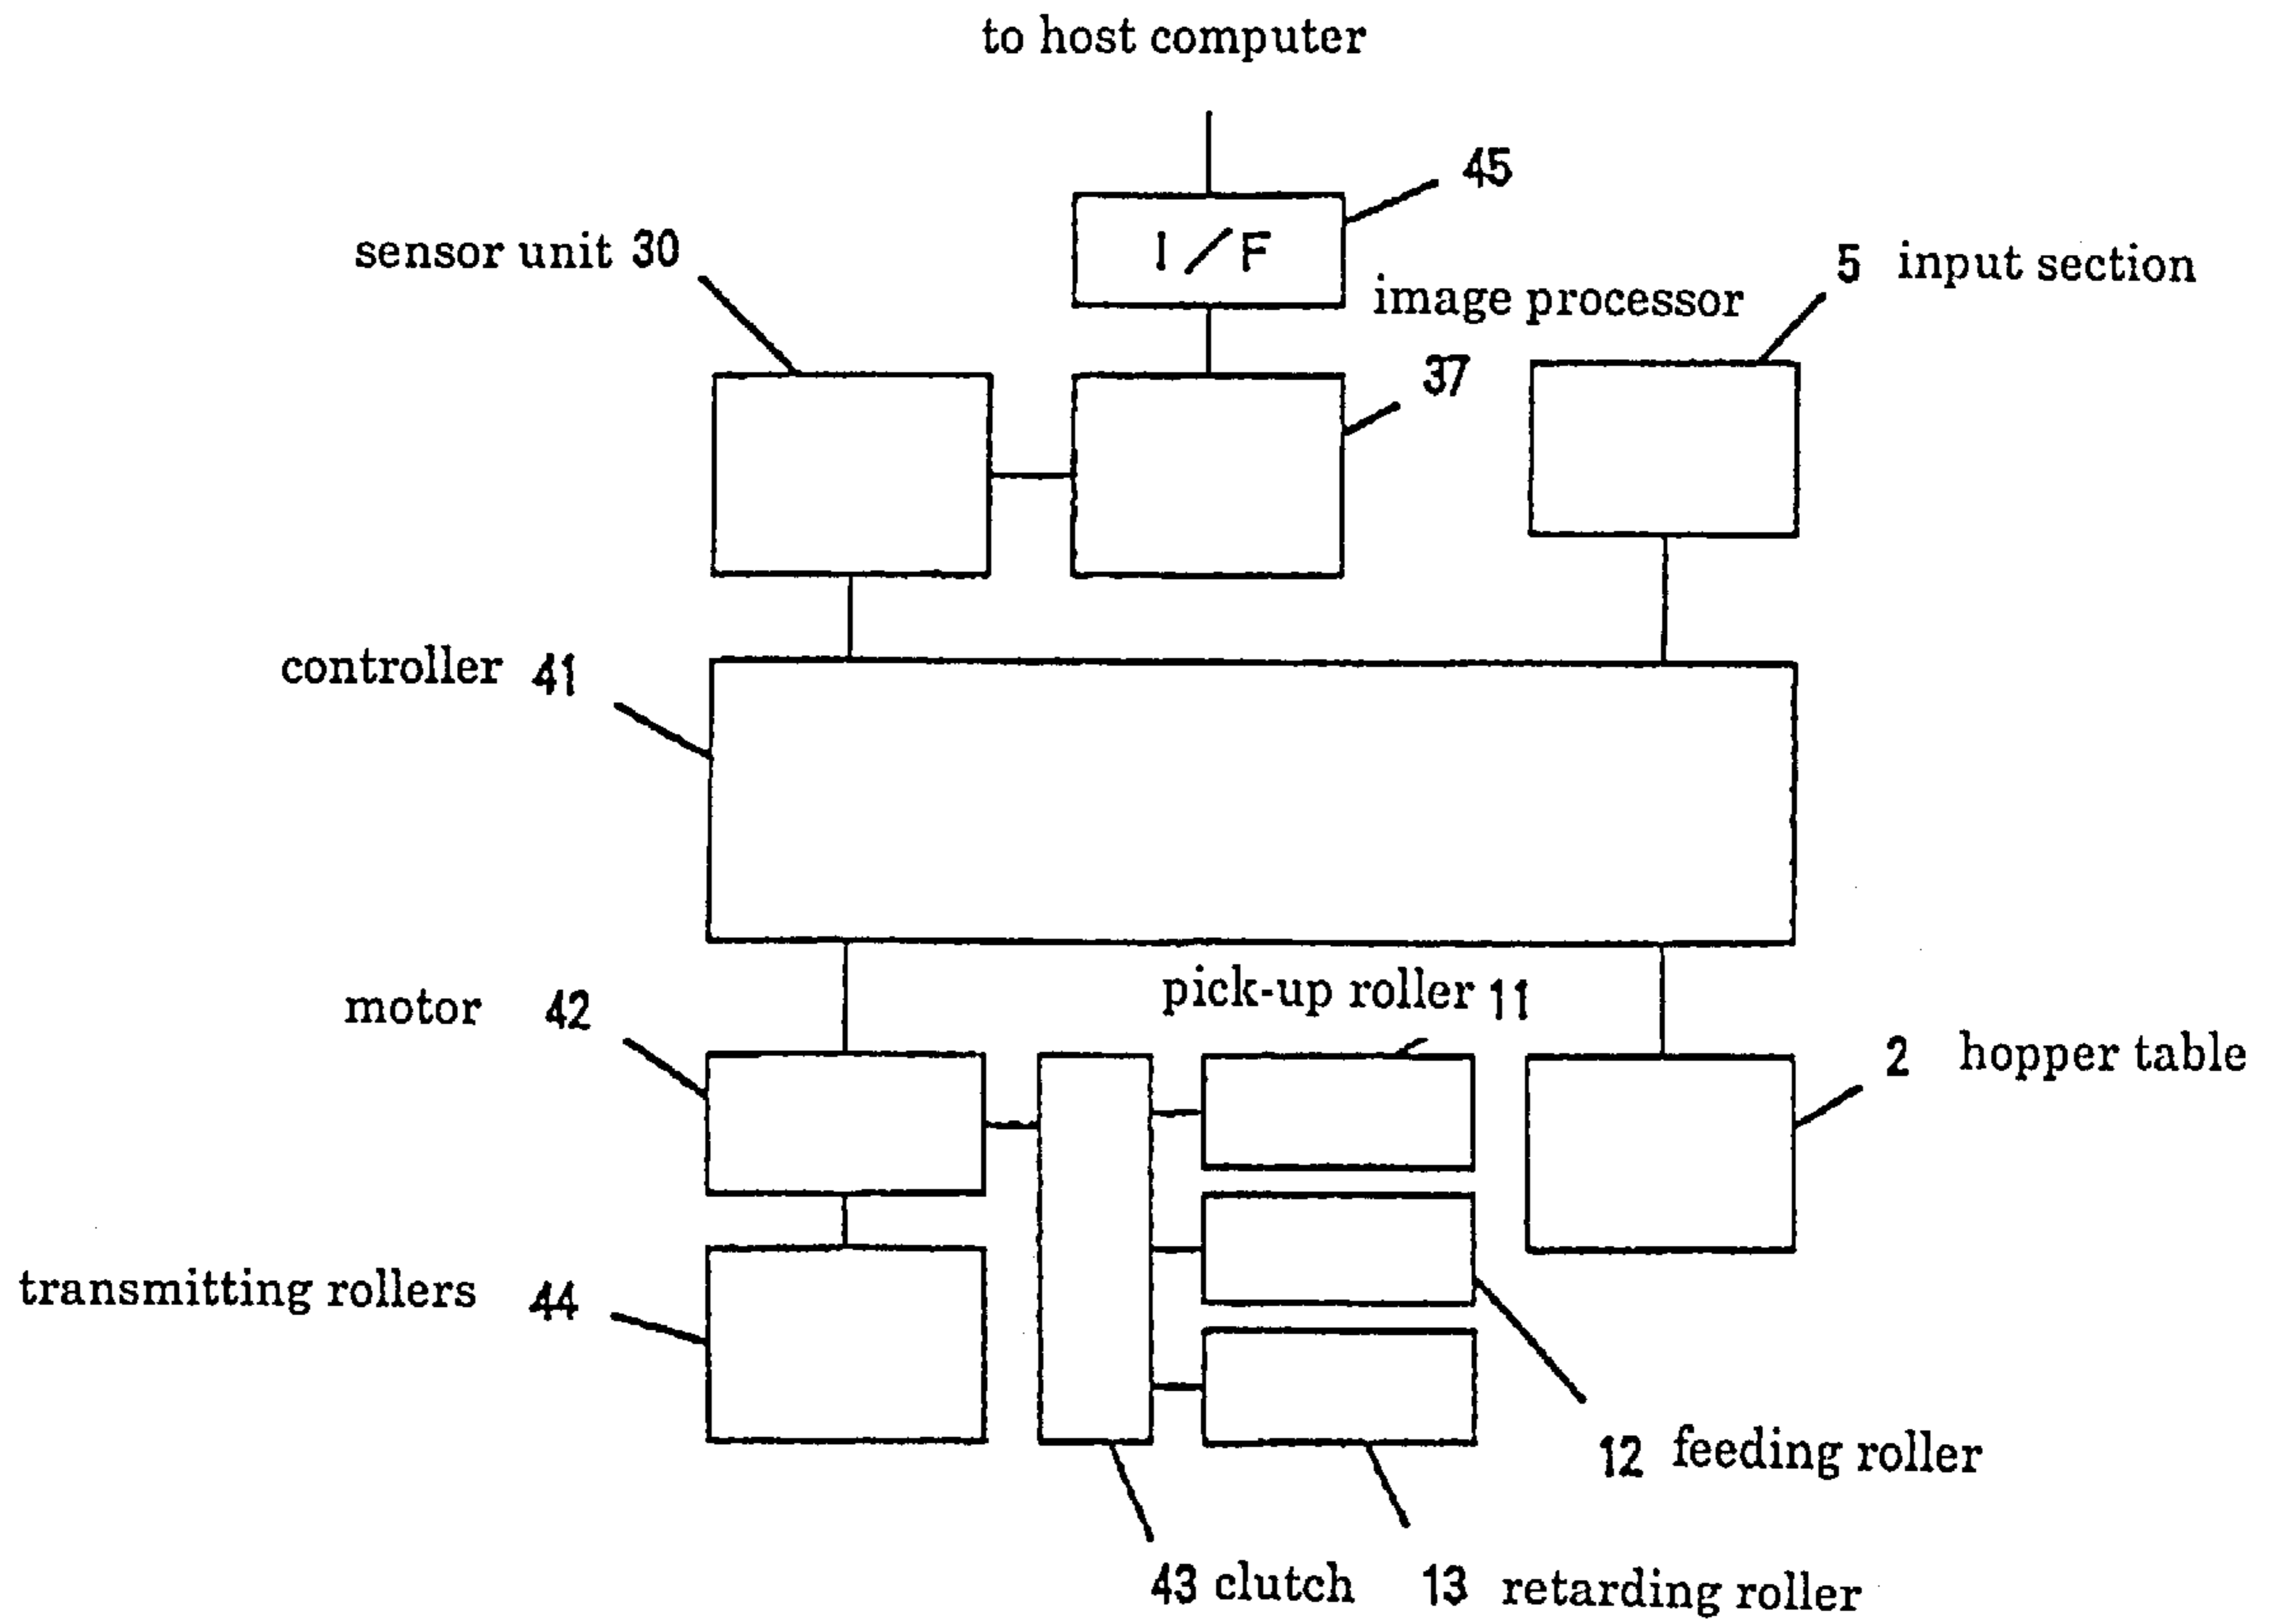 to host computer
45
I/F
sensor unit 30
5 input section
image processor
37
controller 41
pick-up roller 11
motor 42
2 hopper table
transmitting rollers 44
12 feeding roller
43 clutch
13 retarding roller